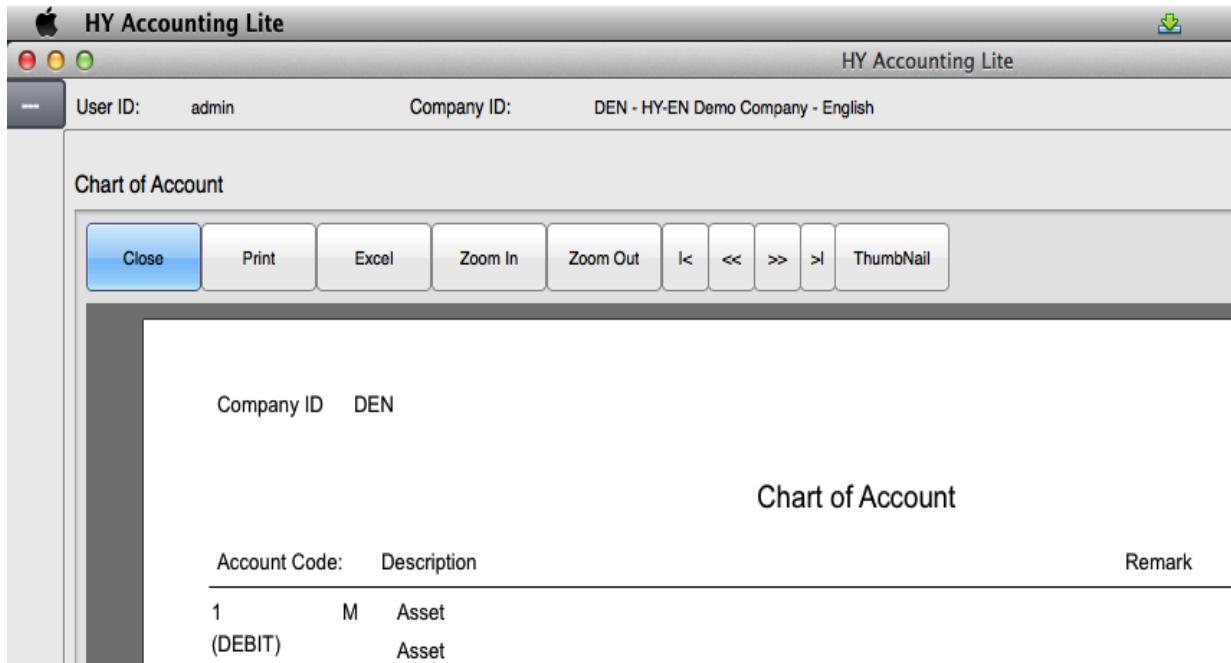 HY Accounting Lite
HY Accounting Lite
--- User ID: admin Company ID: DEN - HY-EN Demo Company - English
Chart of Account
Close Print Excel Zoom In Zoom Out I< << >> >I ThumbNail
Company ID DEN
Chart of Account
Account Code: Description Remark
1 M Asset
(DEBIT) Asset